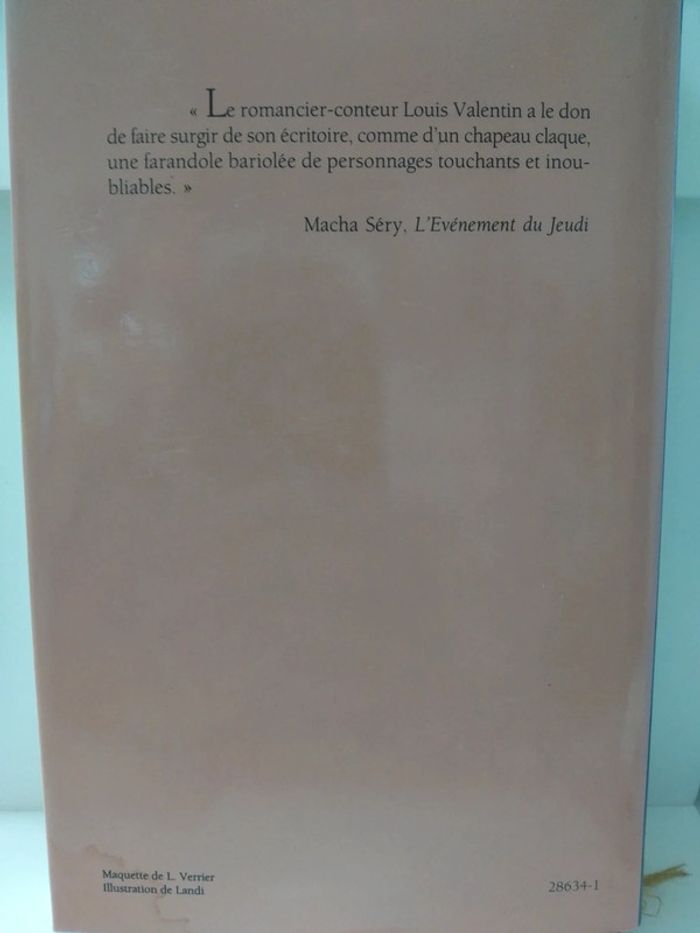 « Le romancier-conteur Louis Valentin a le don
de faire surgir de son écritoire, comme d'un chapeau claque,
une farandole bariolée de personnages touchants et inou-
bliables. »
Macha Séry, L'Evénement du Jeudi
Maquette de L. Verrier
Illustration de Landi
28634-1